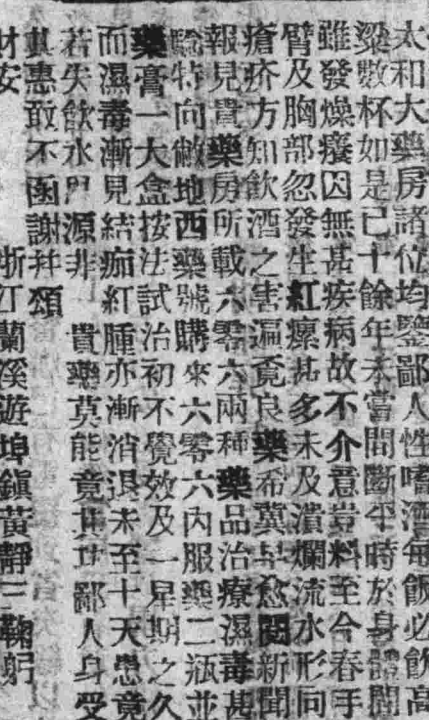 太和大藥房諸位均鑒鄙人性嗜酒每飯必飲高
粱數杯如是已十餘年未嘗間斷平時於身體間
雖發燥癢因無甚疾病故不介意豈料至今春手
臂及胸部忽發生紅瘰甚多未及潰爛流水形同
瘡疥方知飲酒之害遍覓良藥希冀早愈閱新聞
報見貴藥房所載六零六兩種藥品治療濕毒甚
驗特向敝地西藥號購來六零六內服藥二瓶並
藥膏一大盒按法試治初不覺效及一星期之久
而濕毒漸見結痂紅腫亦漸消退未至十天患竟
若失飲水思源非 貴藥莫能竟其功鄙人身受
其惠敢不函謝并頌
財安 浙江蘭溪遊埠鎮黃靜三鞠躬